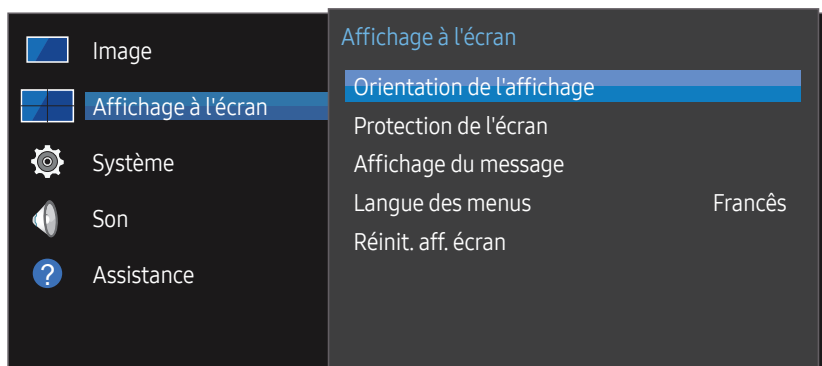 Image
Affichage à l'écran
Système
Son
?
Assistance
Affichage à l'écran
Orientation de l'affichage
Protection de l'écran
Affichage du message
Langue des menus Francês
Réinit. aff. écran